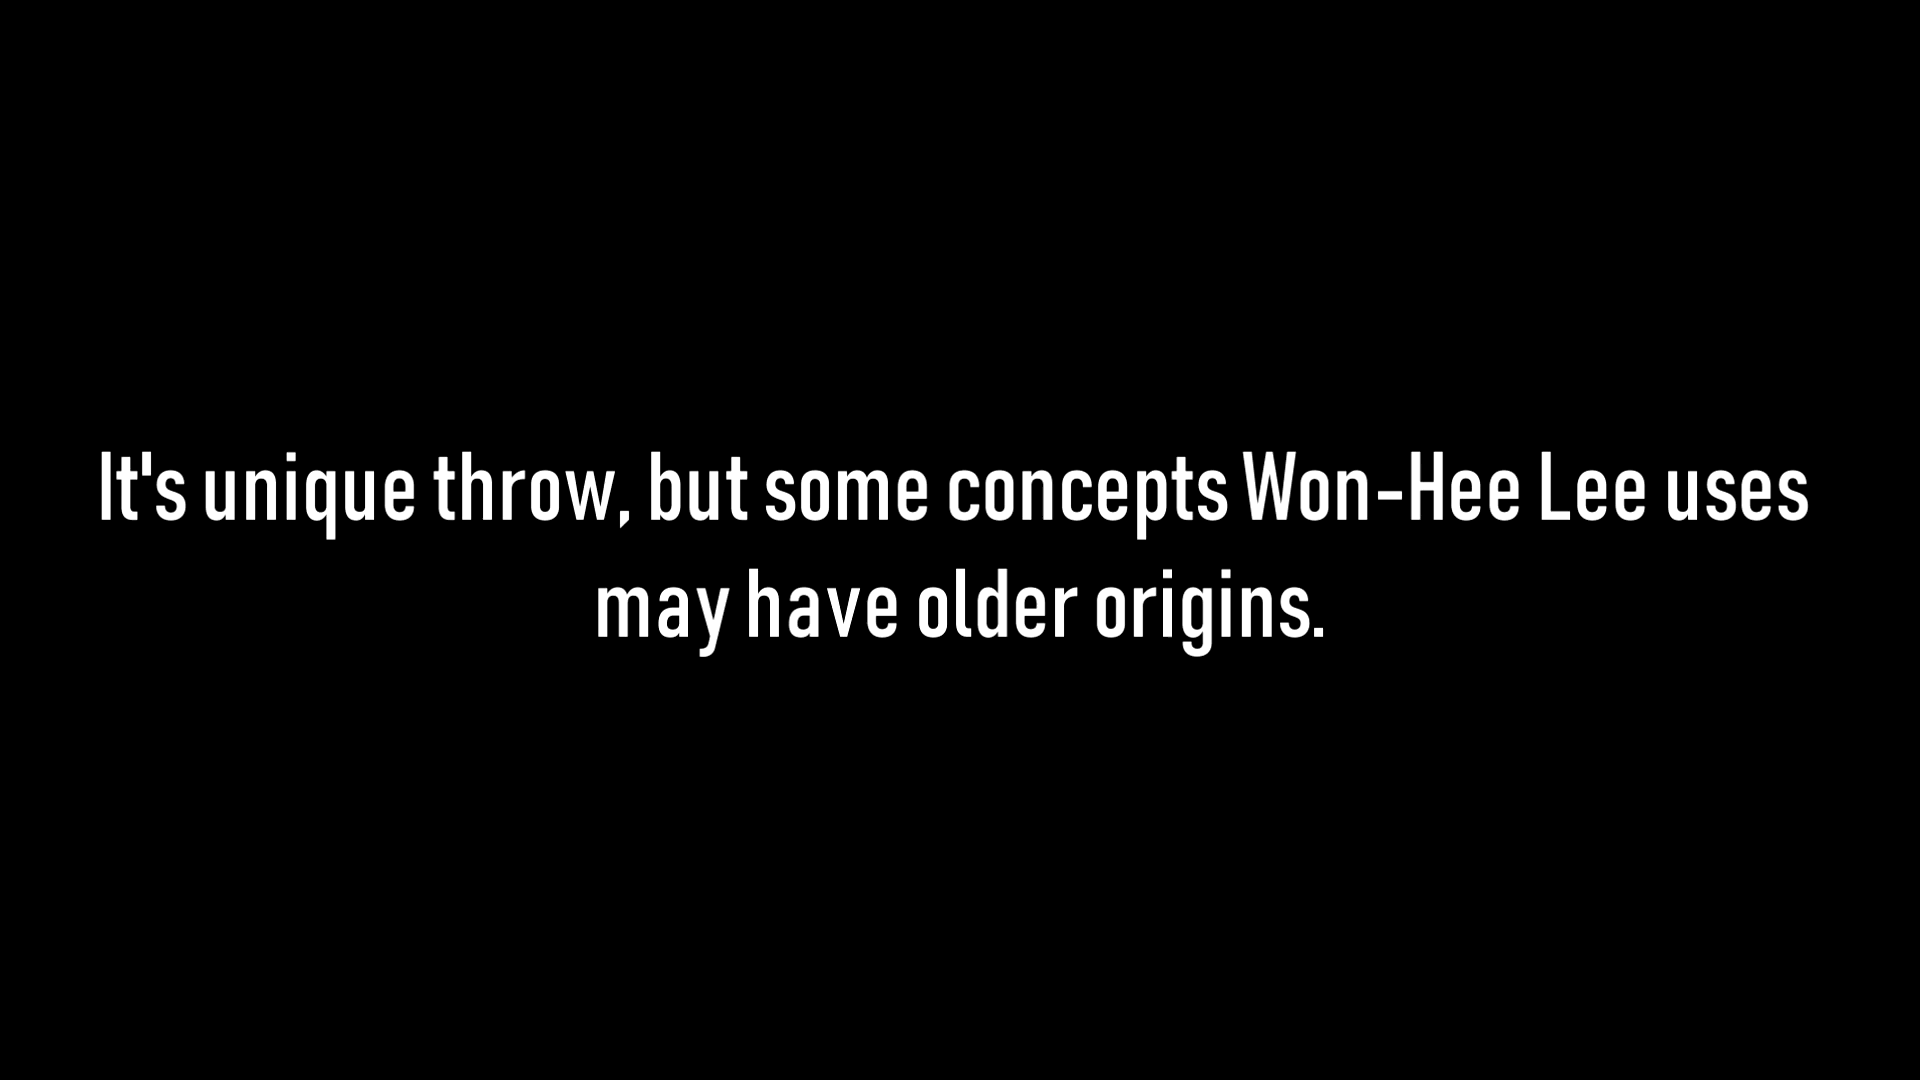 It's unique throw, but some concepts Won-Hee Lee uses
may have older origins.